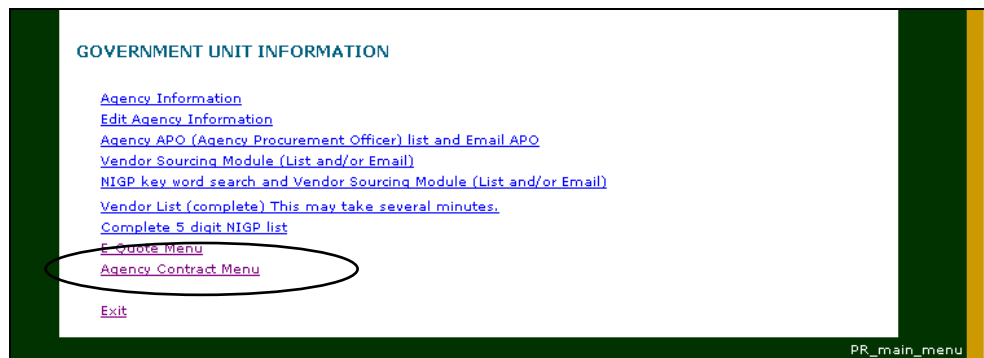 GOVERNMENT UNIT INFORMATION
Agency Information
Edit Agency Information
Agency APO (Agency Procurement Officer) list and Email APO
Vendor Sourcing Module (List and/or Email)
NIGP key word search and Vendor Sourcing Module (List and/or Email)
Vendor List (complete) This may take several minutes.
Complete 5 digit NIGP list
E-Quote Menu
Agency Contract Menu
Exit
PR_main_menu